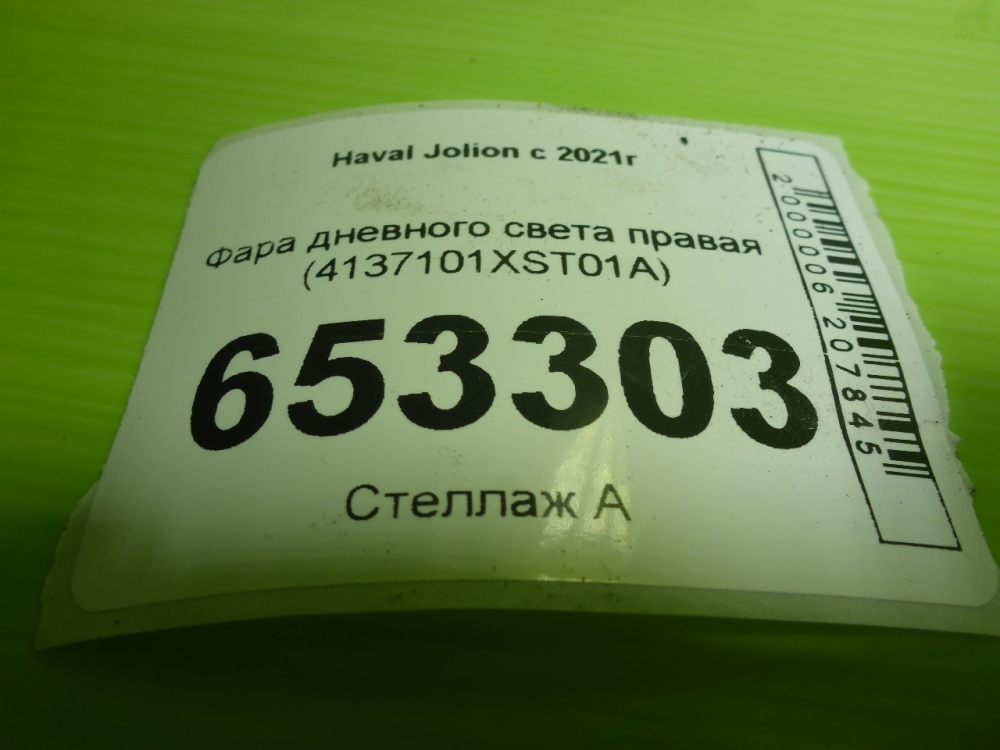 Haval Jolion с 2021г
Фара дневного света правая
(4137101XST01A)
653303
Стеллаж А
2000006207845